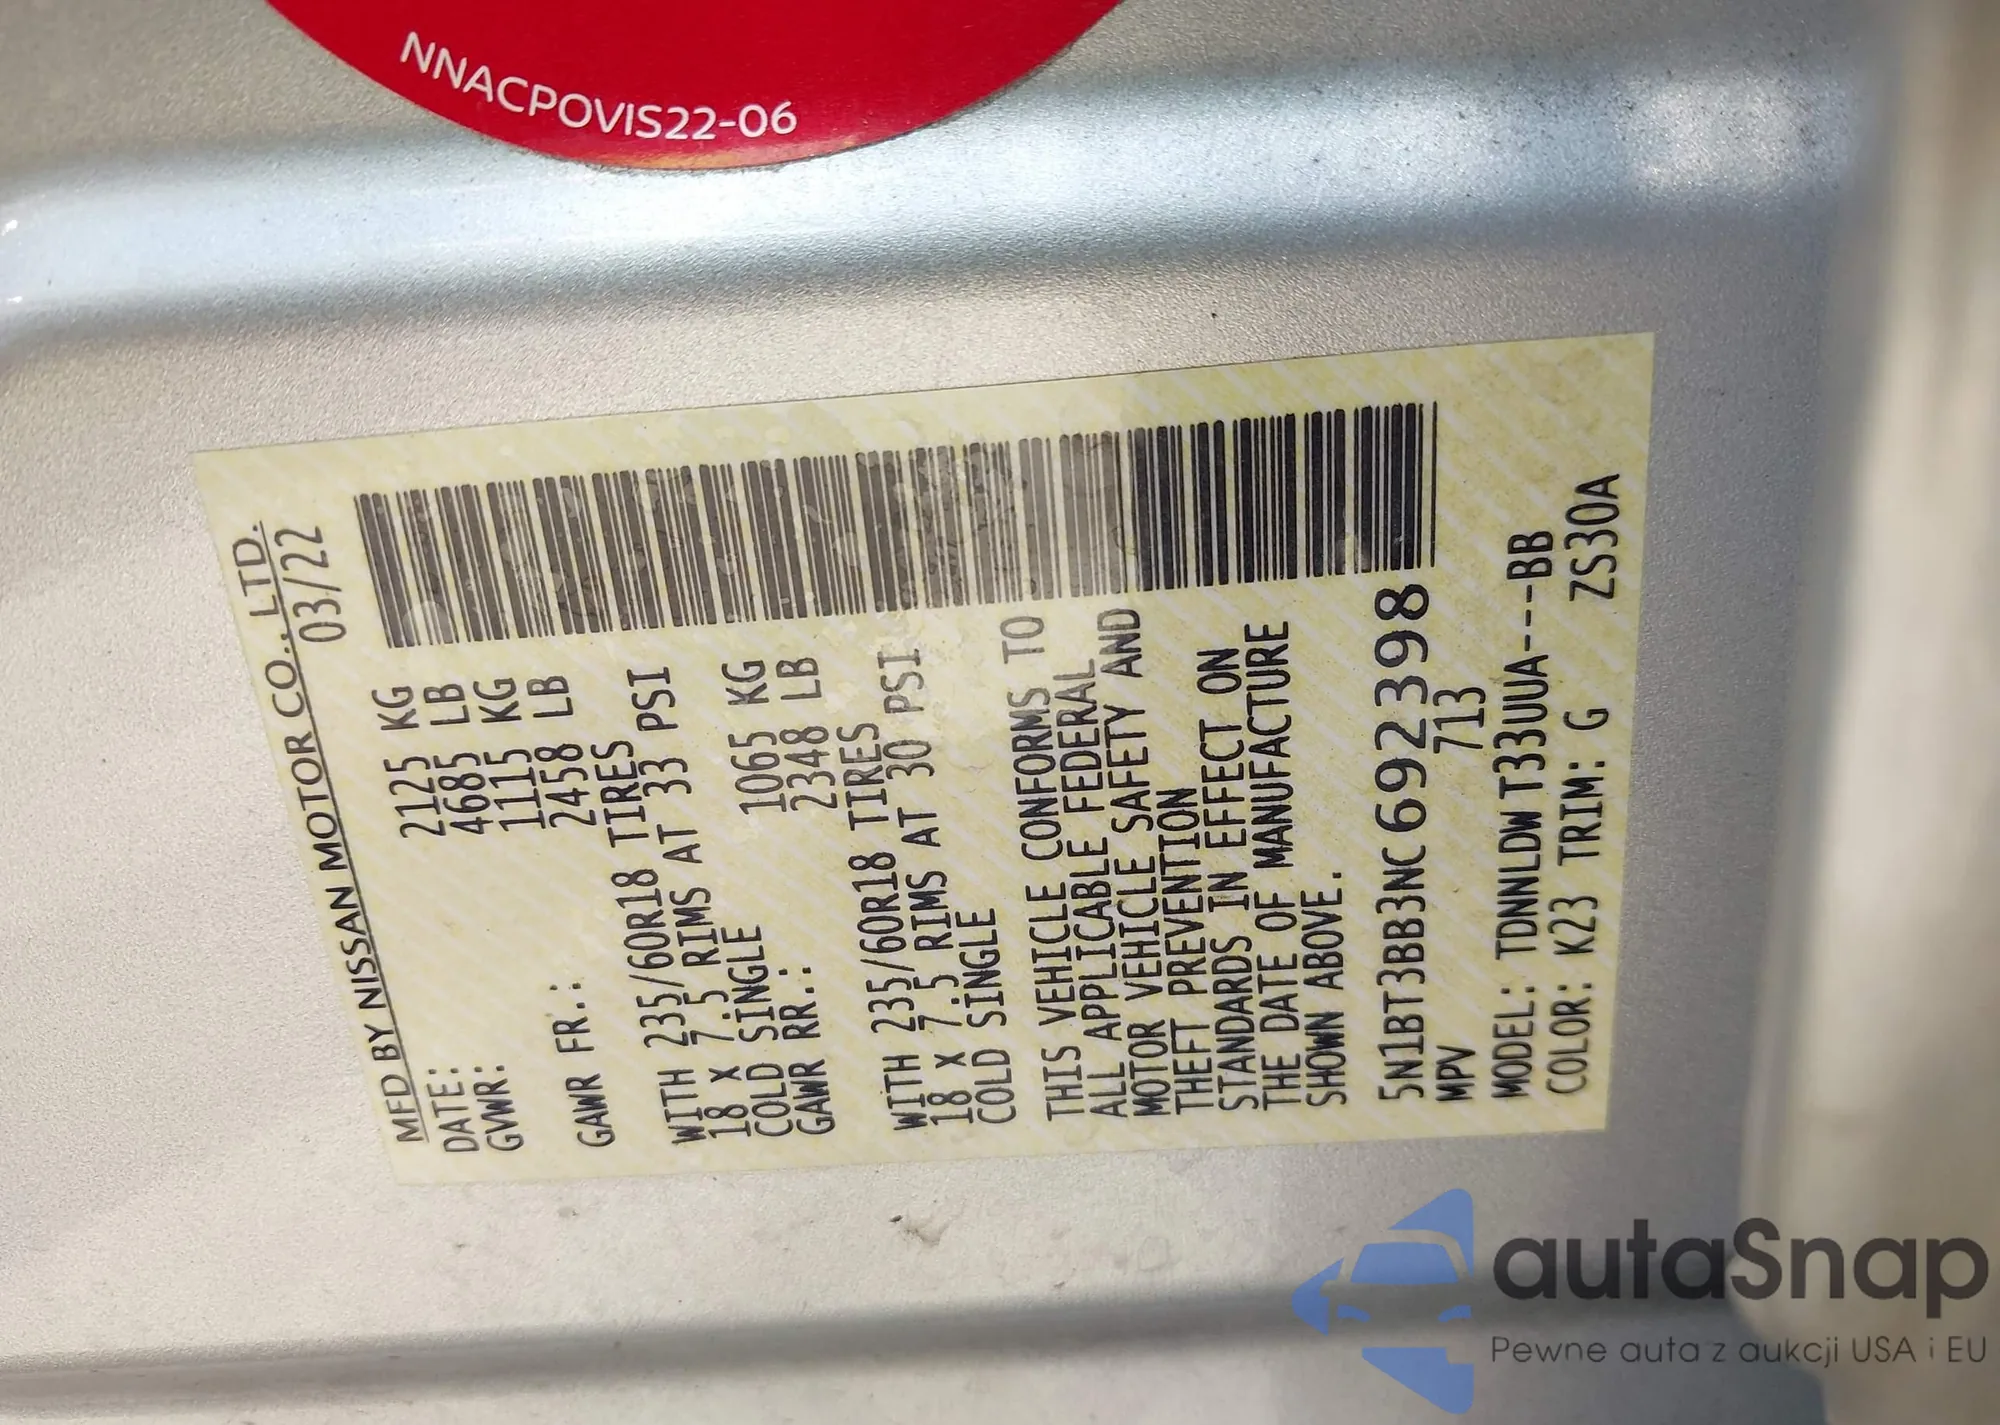 NNACPOVIS22-06
MFD BY NISSAN MOTOR CO., LTD.
DATE: 03/22
GVWR: 2125 KG
4685 LB
GAWR FR.: 1115 KG
2458 LB
WITH 235/60R18 TIRES
18 X 7.5 RIMS AT 33 PSI
COLD SINGLE
GAWR RR.: 1065 KG
2348 LB
WITH 235/60R18 TIRES
18 X 7.5 RIMS AT 30 PSI
COLD SINGLE
THIS VEHICLE CONFORMS TO
ALL APPLICABLE FEDERAL
MOTOR VEHICLE SAFETY AND
THEFT PREVENTION
STANDARDS IN EFFECT ON
THE DATE OF MANUFACTURE
SHOWN ABOVE.
5N1BT3BB3NC692398
MPV 713
MODEL: TDNNLDW T33UUA---BB
COLOR: K23 TRIM: G ZS30A
autaSnap
Pewne auta z aukcji USA i EU